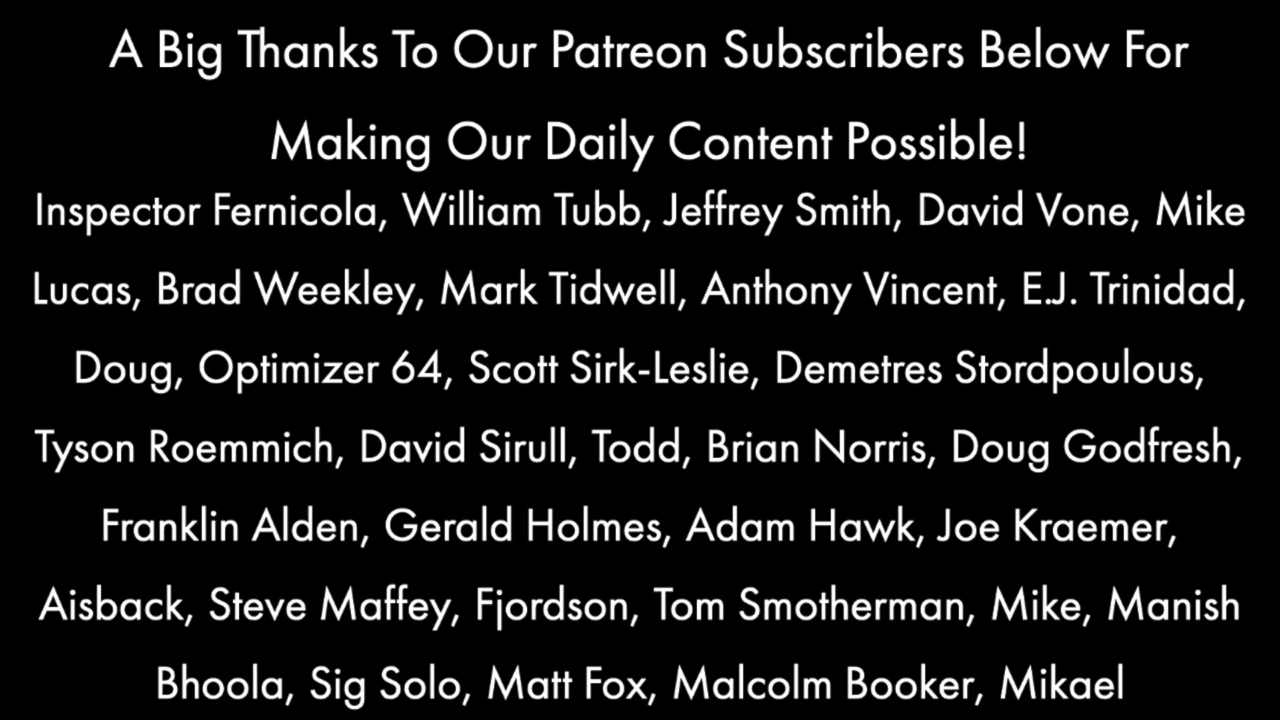 A Big Thanks To Our Patreon Subscribers Below For
Making Our Daily Content Possible!
Inspector Fernicola, William Tubb, Jeffrey Smith, David Vone, Mike
Lucas, Brad Weekley, Mark Tidwell, Anthony Vincent, E.J. Trinidad,
Doug, Optimizer 64, Scott Sirk-Leslie, Demetres Stordpoulous,
Tyson Roemmich, David Sirull, Todd, Brian Norris, Doug Godfresh,
Franklin Alden, Gerald Holmes, Adam Hawk, Joe Kraemer,
Aisback, Steve Maffey, Fjordson, Tom Smotherman, Mike, Manish
Bhoola, Sig Solo, Matt Fox, Malcolm Booker, Mikael